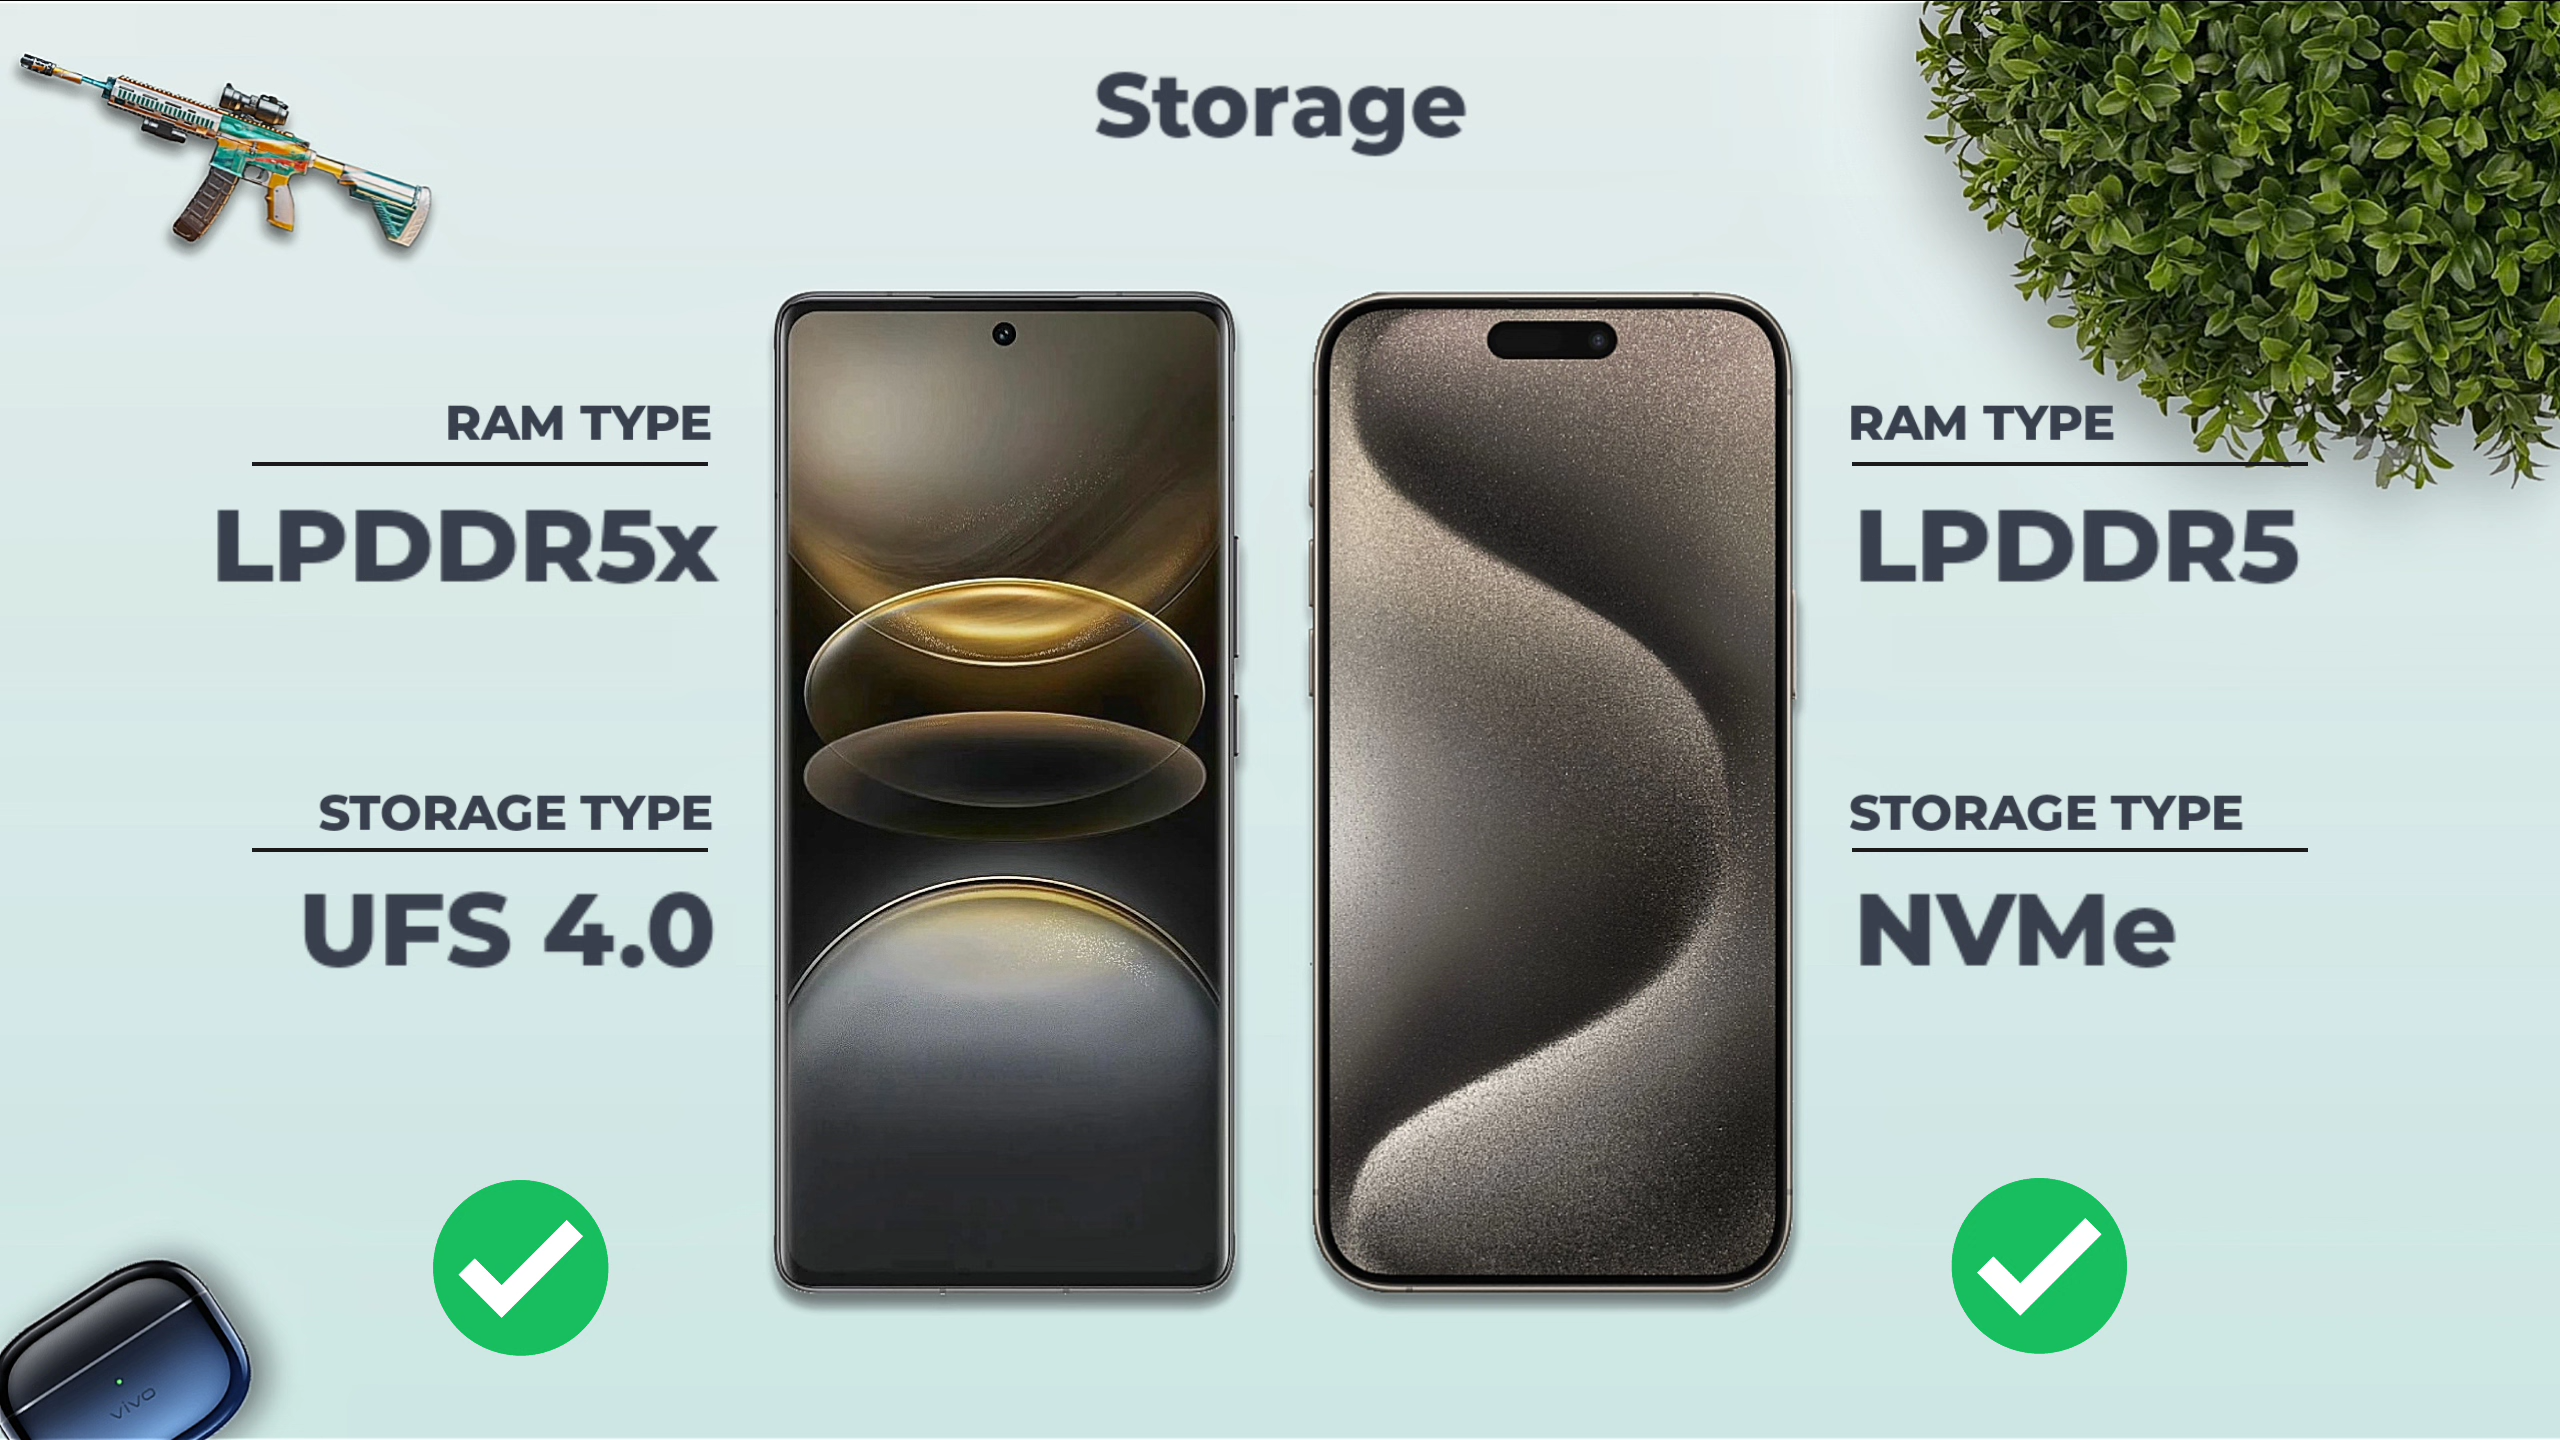 Storage
RAM TYPE
LPDDR5x
STORAGE TYPE
UFS 4.0
RAM TYPE
LPDDR5
STORAGE TYPE
NVMe
vivo